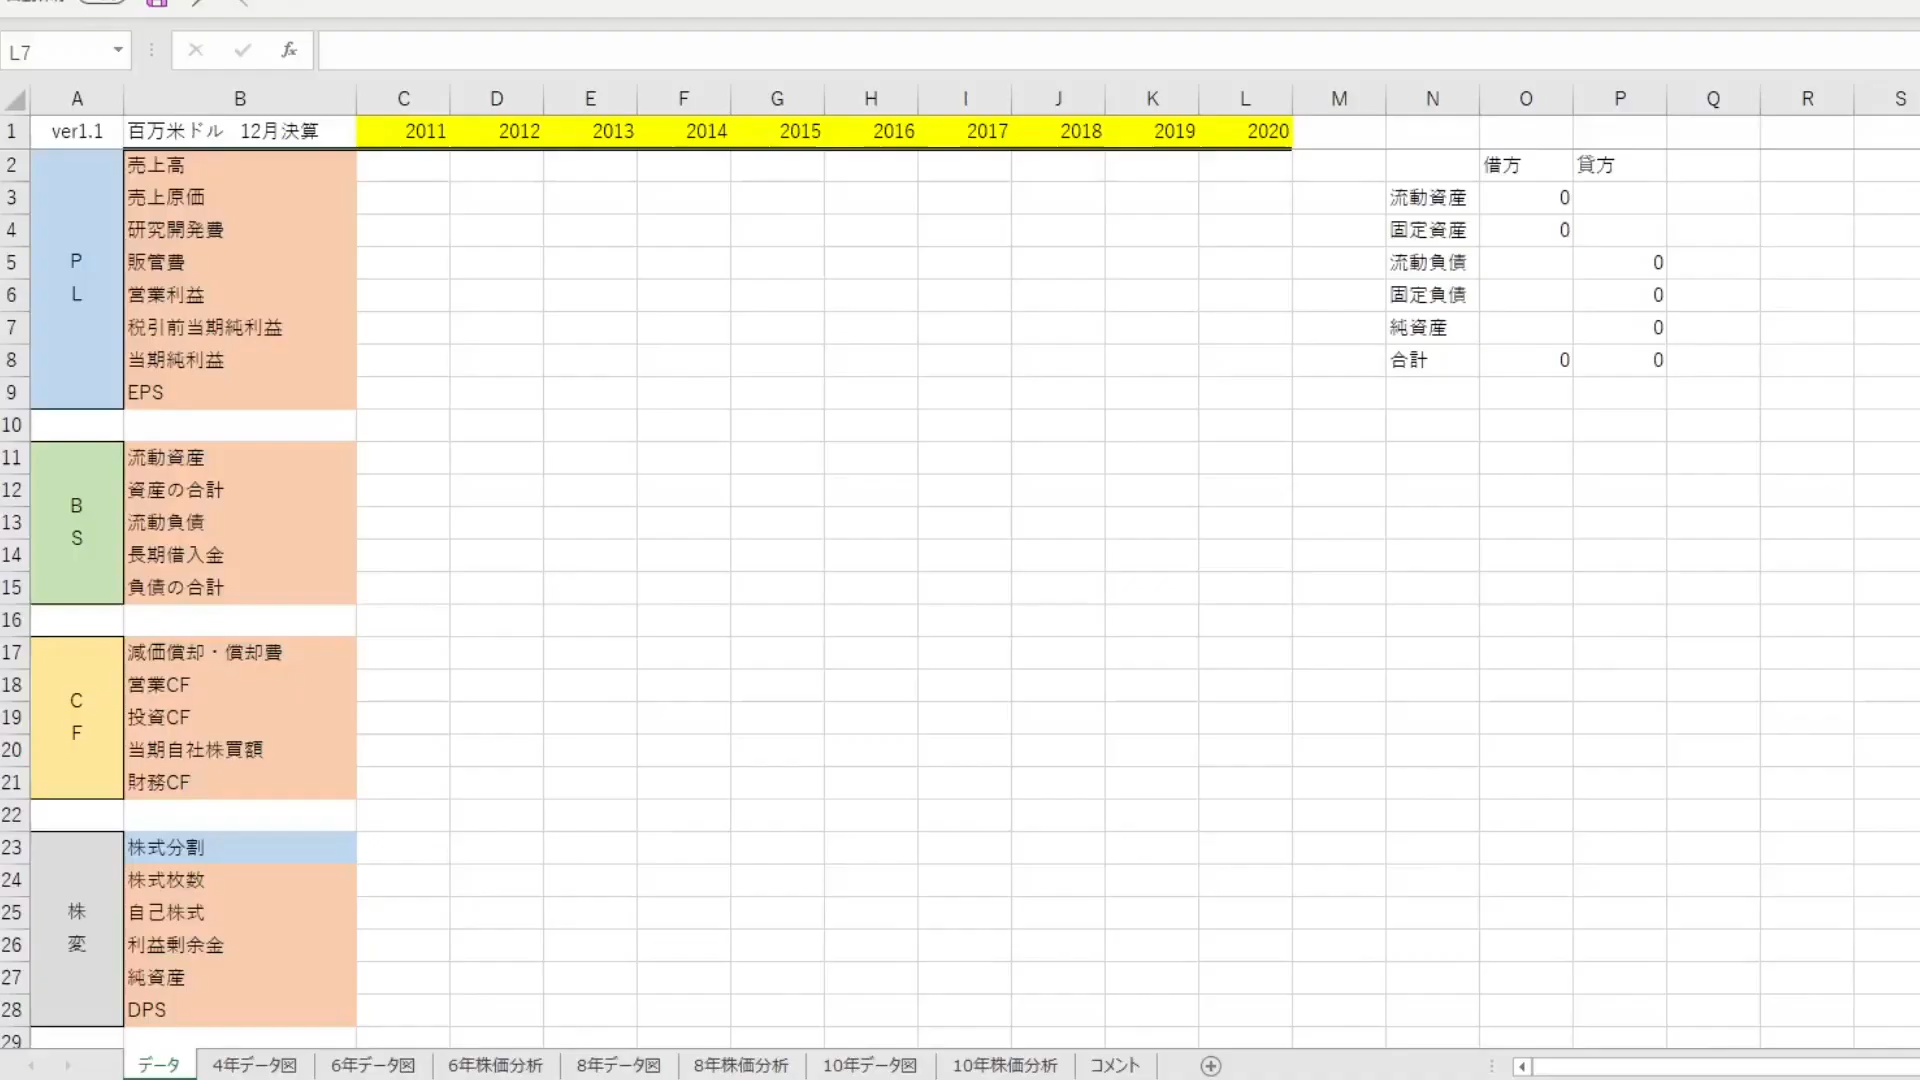 L7
fx
A B C D E F G H I J K L M N O P Q R S
1 ver1.1 百万米ドル 12月決算 2011 2012 2013 2014 2015 2016 2017 2018 2019 2020
2 売上高 借方 貸方
3 売上原価 流動資産 0
4 研究開発費 固定資産 0
5 P 販管費 流動負債 0
6 L 営業利益 固定負債 0
7 税引前当期純利益 純資産 0
8 当期純利益 合計 0 0
9 EPS
10
11 流動資産
12 資産の合計
B
13 流動負債
S
14 長期借入金
15 負債の合計
16
17 減価償却・償却費
18 営業CF
C
19 投資CF
F
20 当期自社株買額
21 財務CF
22
23 株式分割
24 株式枚数
25 株 自己株式
26 変 利益剰余金
27 純資産
28 DPS
29
データ 4年データ図 6年データ図 6年株価分析 8年データ図 8年株価分析 10年データ図 10年株価分析 コメント